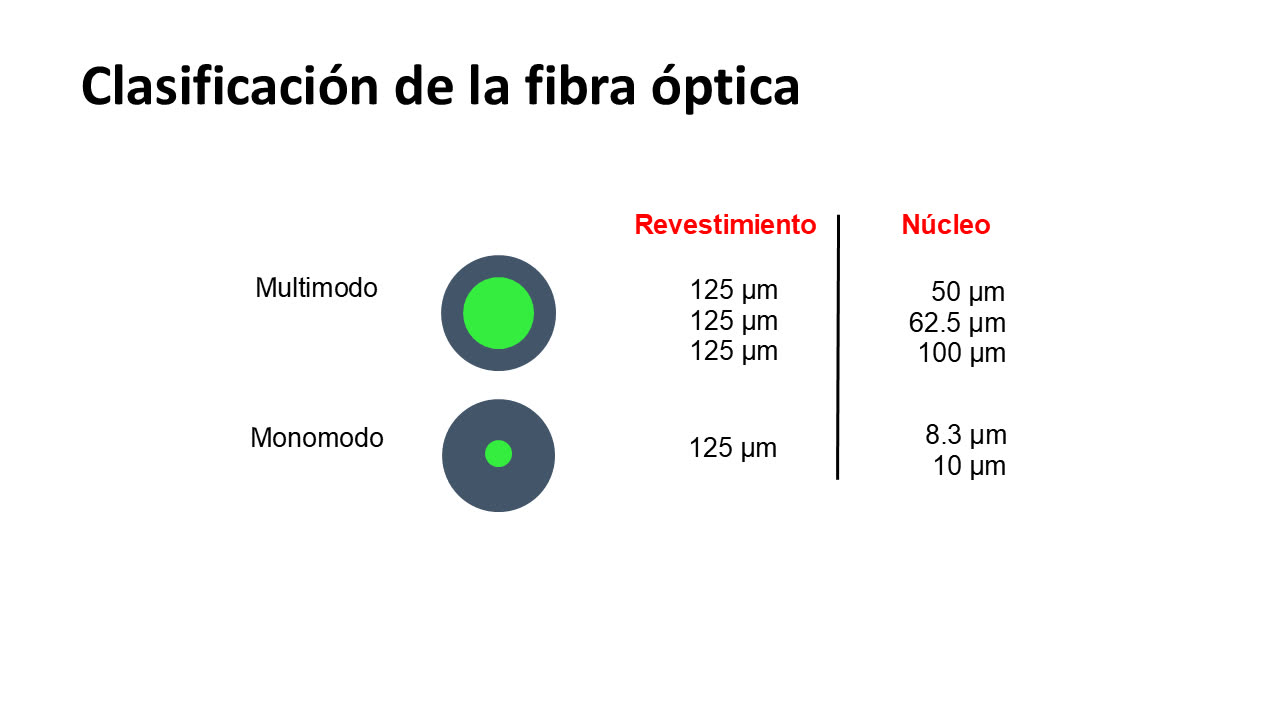 Clasificación de la fibra óptica
Revestimiento Núcleo
Multimodo
125 µm 50 µm
125 µm 62.5 µm
125 µm 100 µm
Monomodo
125 µm
8.3 µm
10 µm